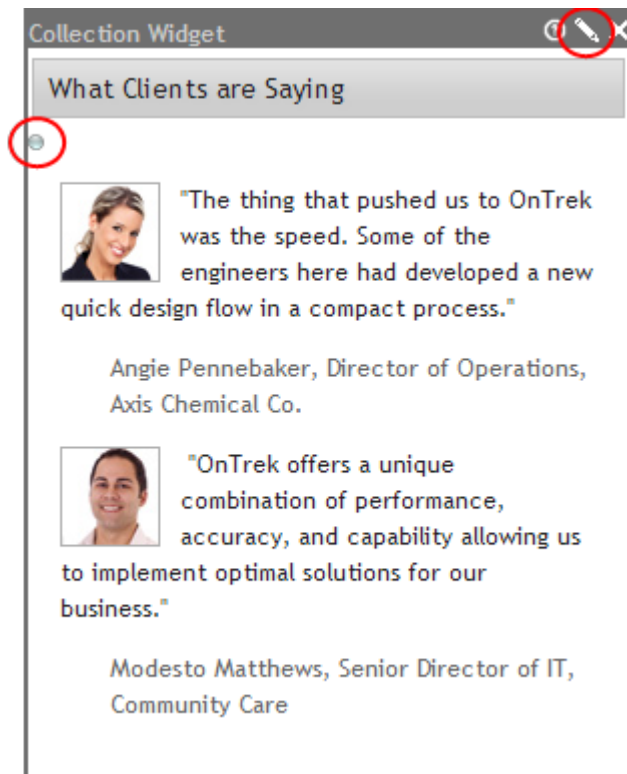 Collection Widget
What Clients are Saying
"The thing that pushed us to OnTrek
was the speed. Some of the
engineers here had developed a new
quick design flow in a compact process."
Angie Pennebaker, Director of Operations,
Axis Chemical Co.
"OnTrek offers a unique
combination of performance,
accuracy, and capability allowing us
to implement optimal solutions for our
business."
Modesto Matthews, Senior Director of IT,
Community Care